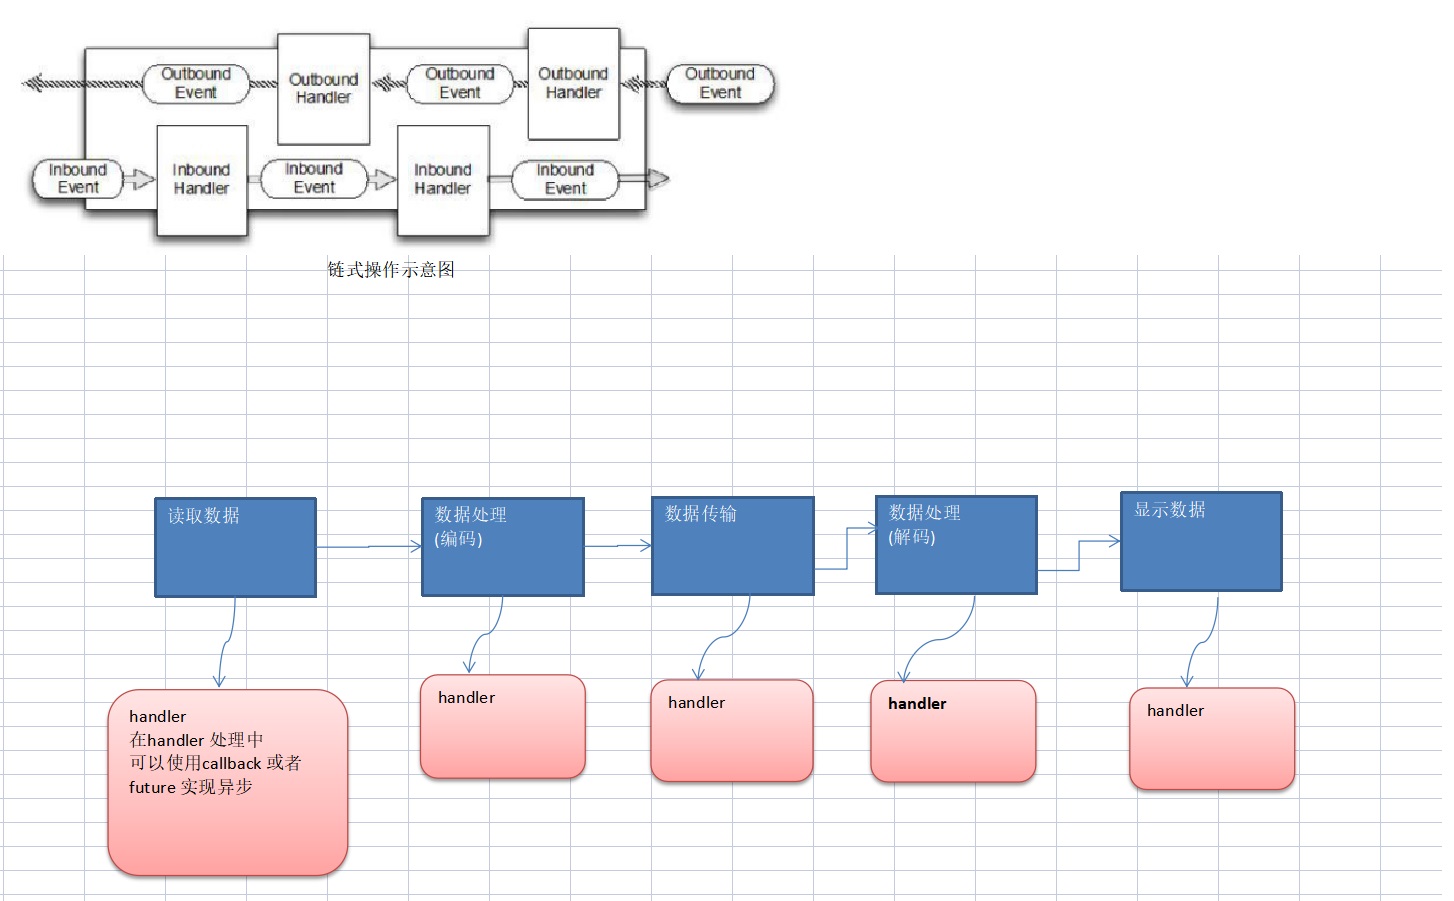 Outbound
Event
Outbound
Handler
Outbound
Event
Outbound
Handler
Outbound
Event
Inbound
Event
Inbound
Handler
Inbound
Event
Inbound
Handler
Inbound
Event
链式操作示意图
读取数据
数据处理
(编码)
数据传输
数据处理
(解码)
显示数据
handler
在handler 处理中
可以使用callback 或者
future 实现异步
handler
handler
handler
handler